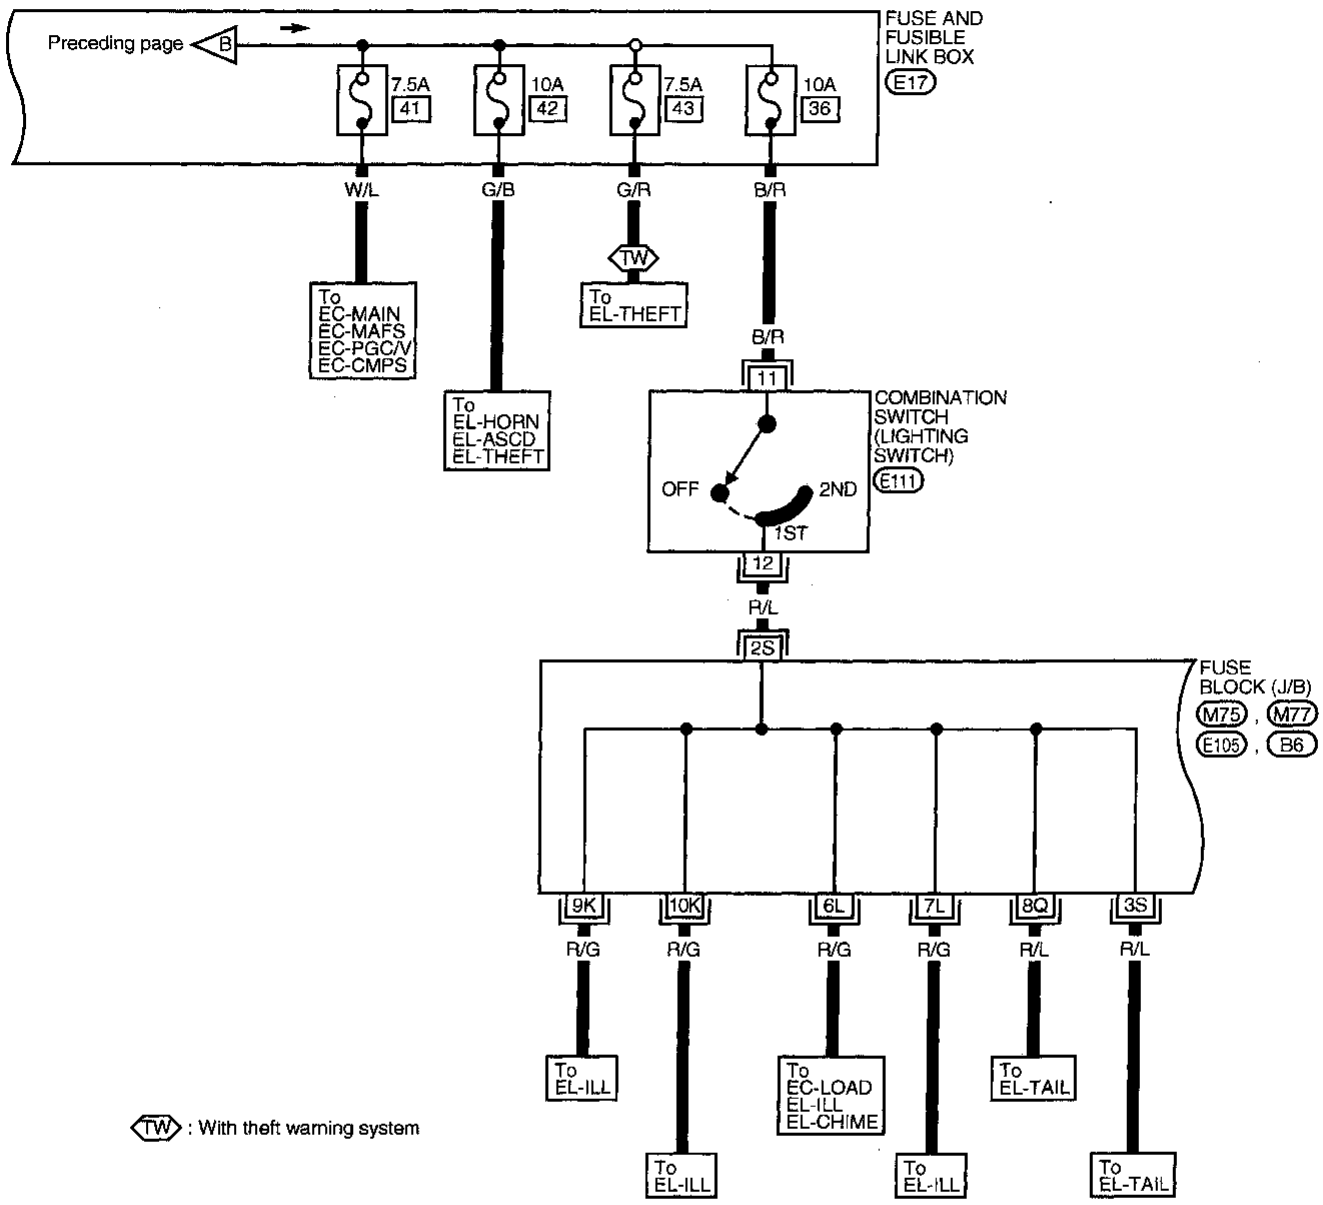 FUSE AND
FUSIBLE
LINK BOX
E17
Preceding page B
7.5A
41
10A
42
7.5A
43
10A
36
W/L
G/B
G/R
B/R
TW
To
EC-MAIN
EC-MAFS
EC-PGC/V
EC-CMPS
To
EL-THEFT
B/R
11
To
EL-HORN
EL-ASCD
EL-THEFT
COMBINATION
SWITCH
(LIGHTING
SWITCH)
E111
OFF
2ND
1ST
12
R/L
2S
FUSE
BLOCK (J/B)
M75 , M77
E105 , B6
9K
10K
6L
7L
8Q
3S
R/G
R/G
R/G
R/G
R/L
R/L
To
EL-ILL
To
EC-LOAD
EL-ILL
EL-CHIME
To
EL-TAIL
TW : With theft warning system
To
EL-ILL
To
EL-ILL
To
EL-TAIL